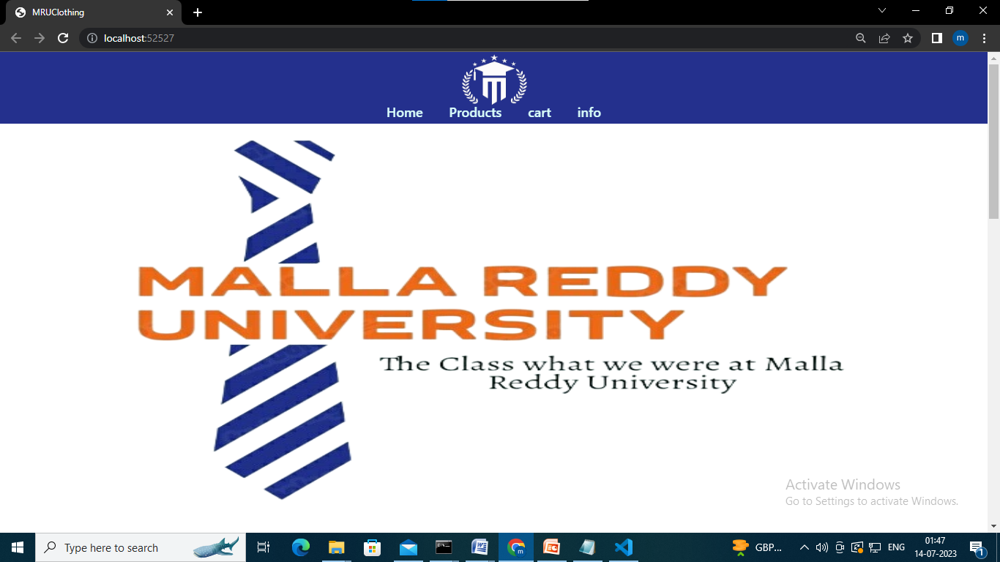 MRUClothing
localhost:52527
m
Home Products cart info
MALLA REDDY
UNIVERSITY
The Class what we were at Malla
Reddy University
Activate Windows
Go to Settings to activate Windows.
Type here to search
GBP...
ENG
01:47
14-07-2023
1